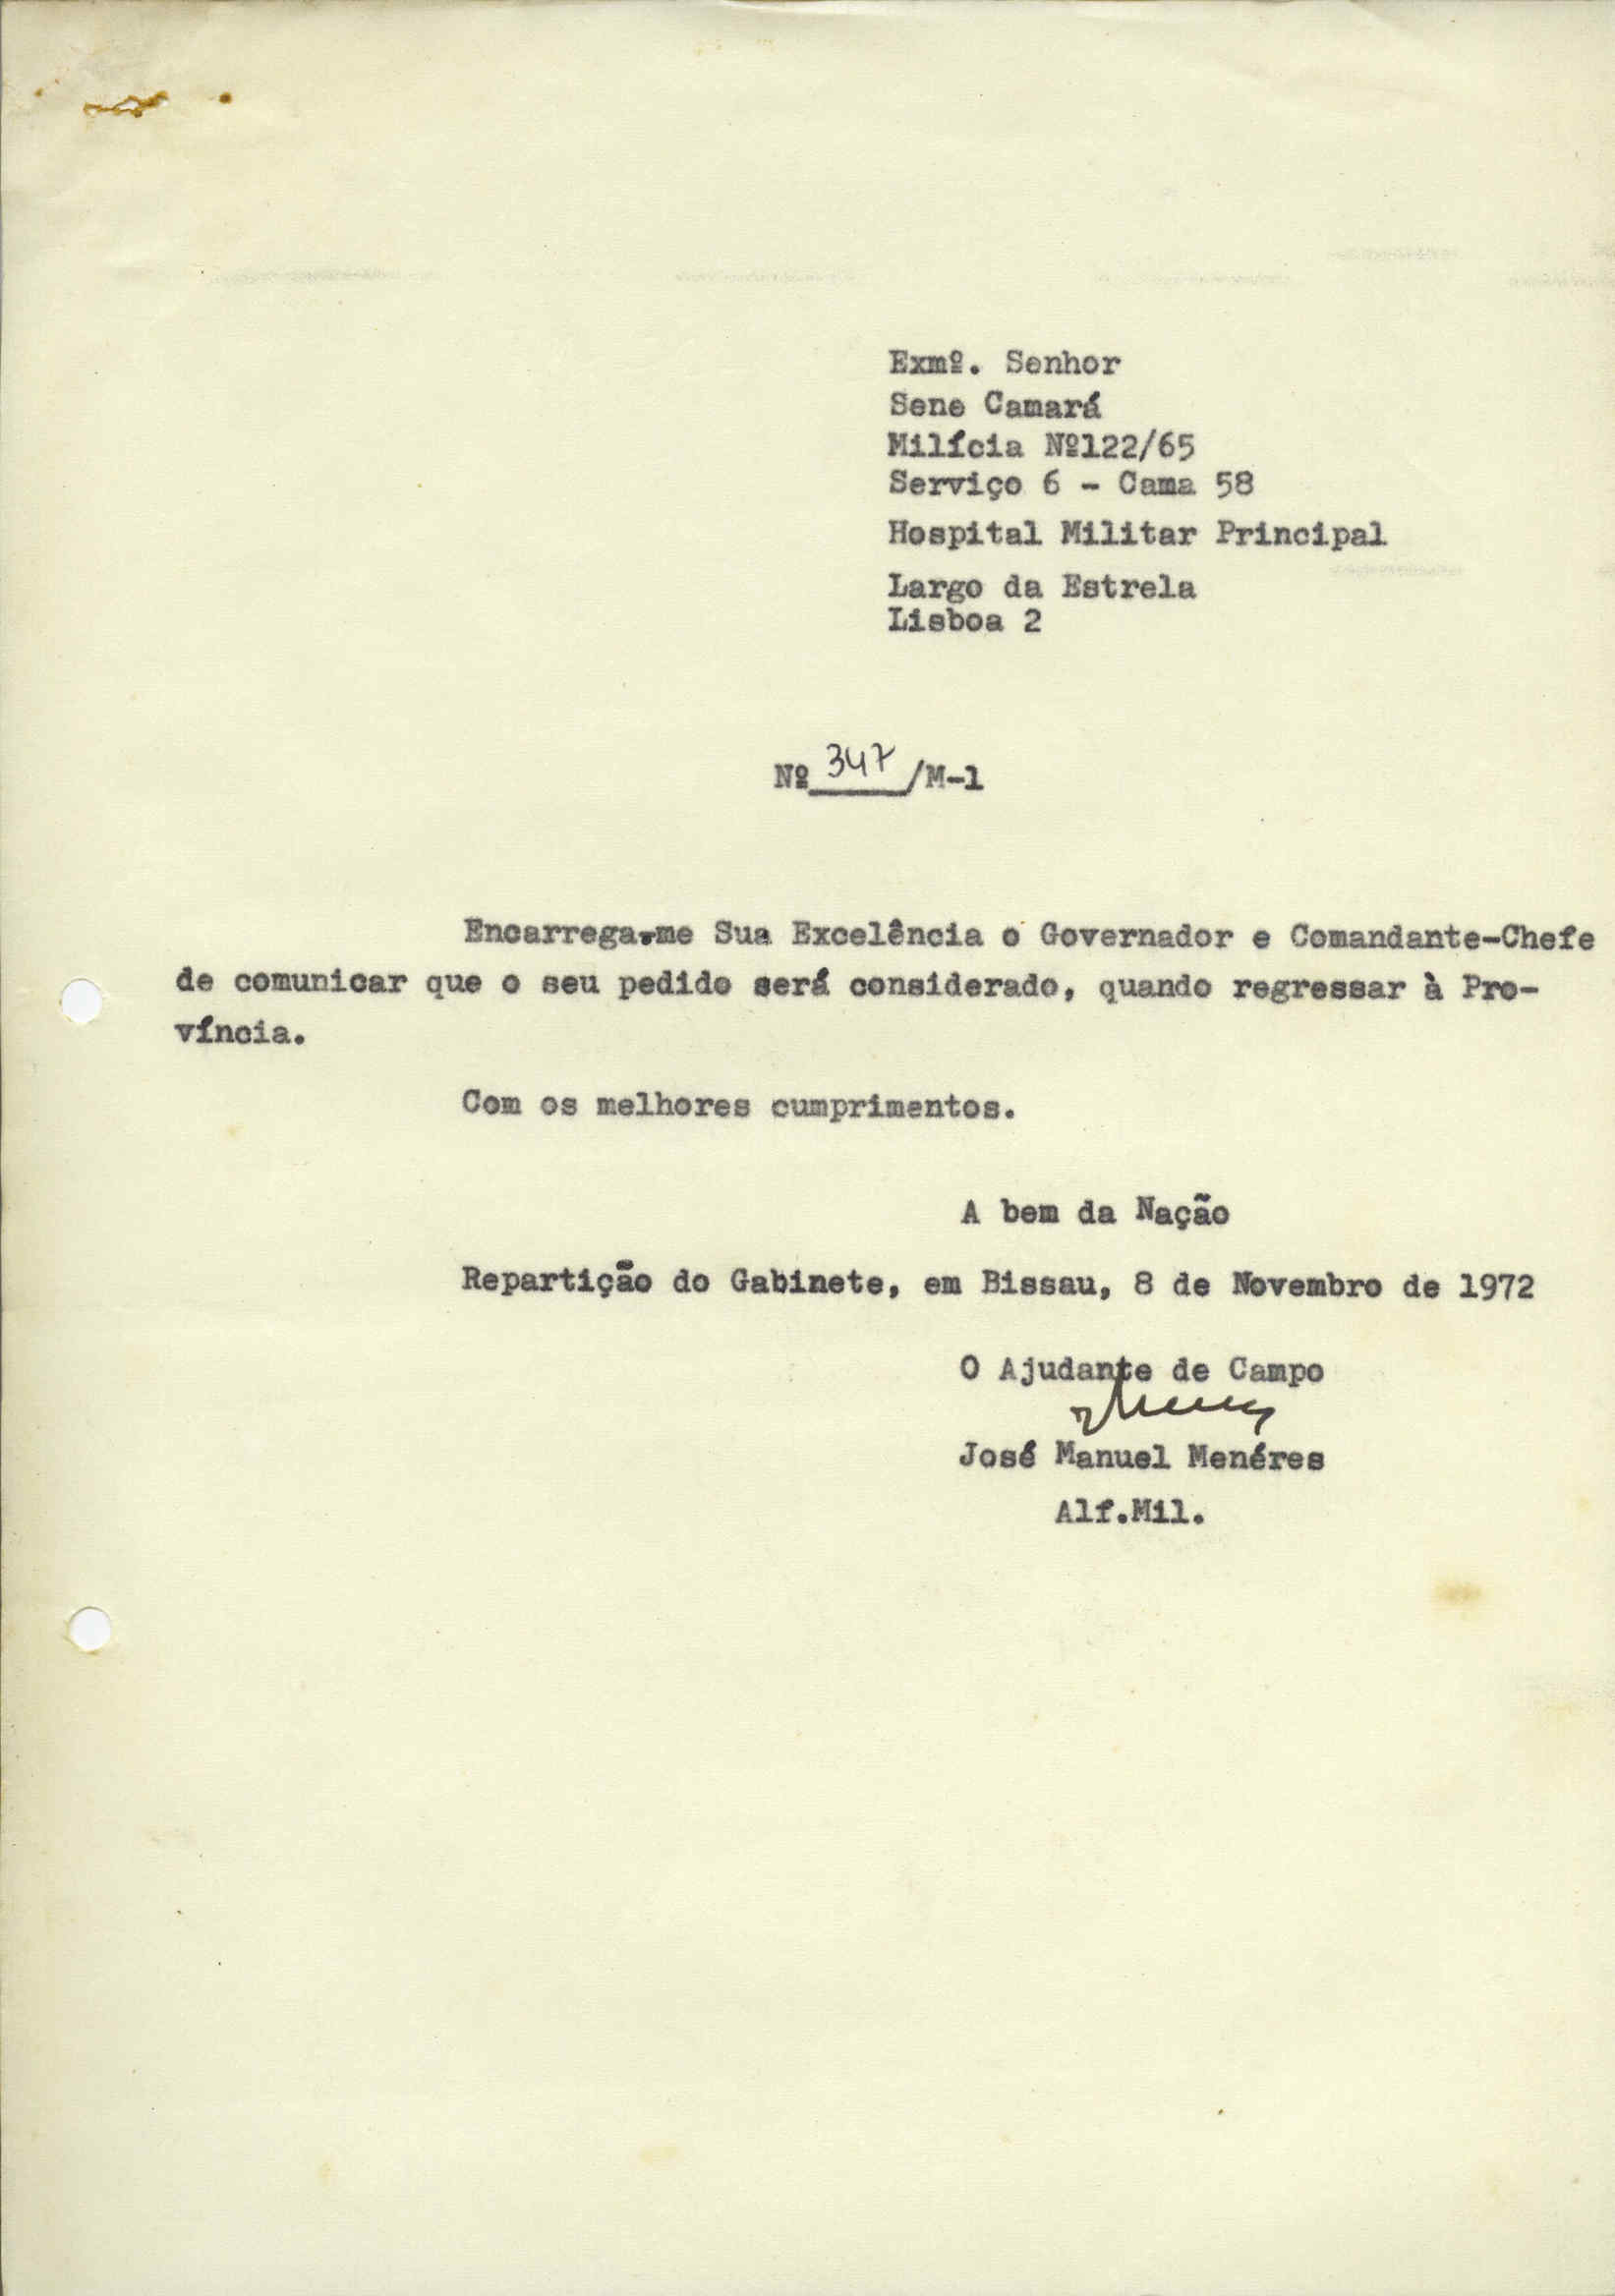 Exmº. Senhor
Sene Camará
Milícia Nº122/65
Serviço 6 - Cama 58
Hospital Militar Principal
Largo da Estrela
Lisboa 2
Nº 347 /M-1
Encarrega-me Sua Excelência o Governador e Comandante-Chefe
de comunicar que o seu pedido será considerado, quando regressar à Pro-
víncia.
Com os melhores cumprimentos.
A bem da Nação
Repartição do Gabinete, em Bissau, 8 de Novembro de 1972
O Ajudante de Campo
José Manuel Menéres
Alf.Mil.